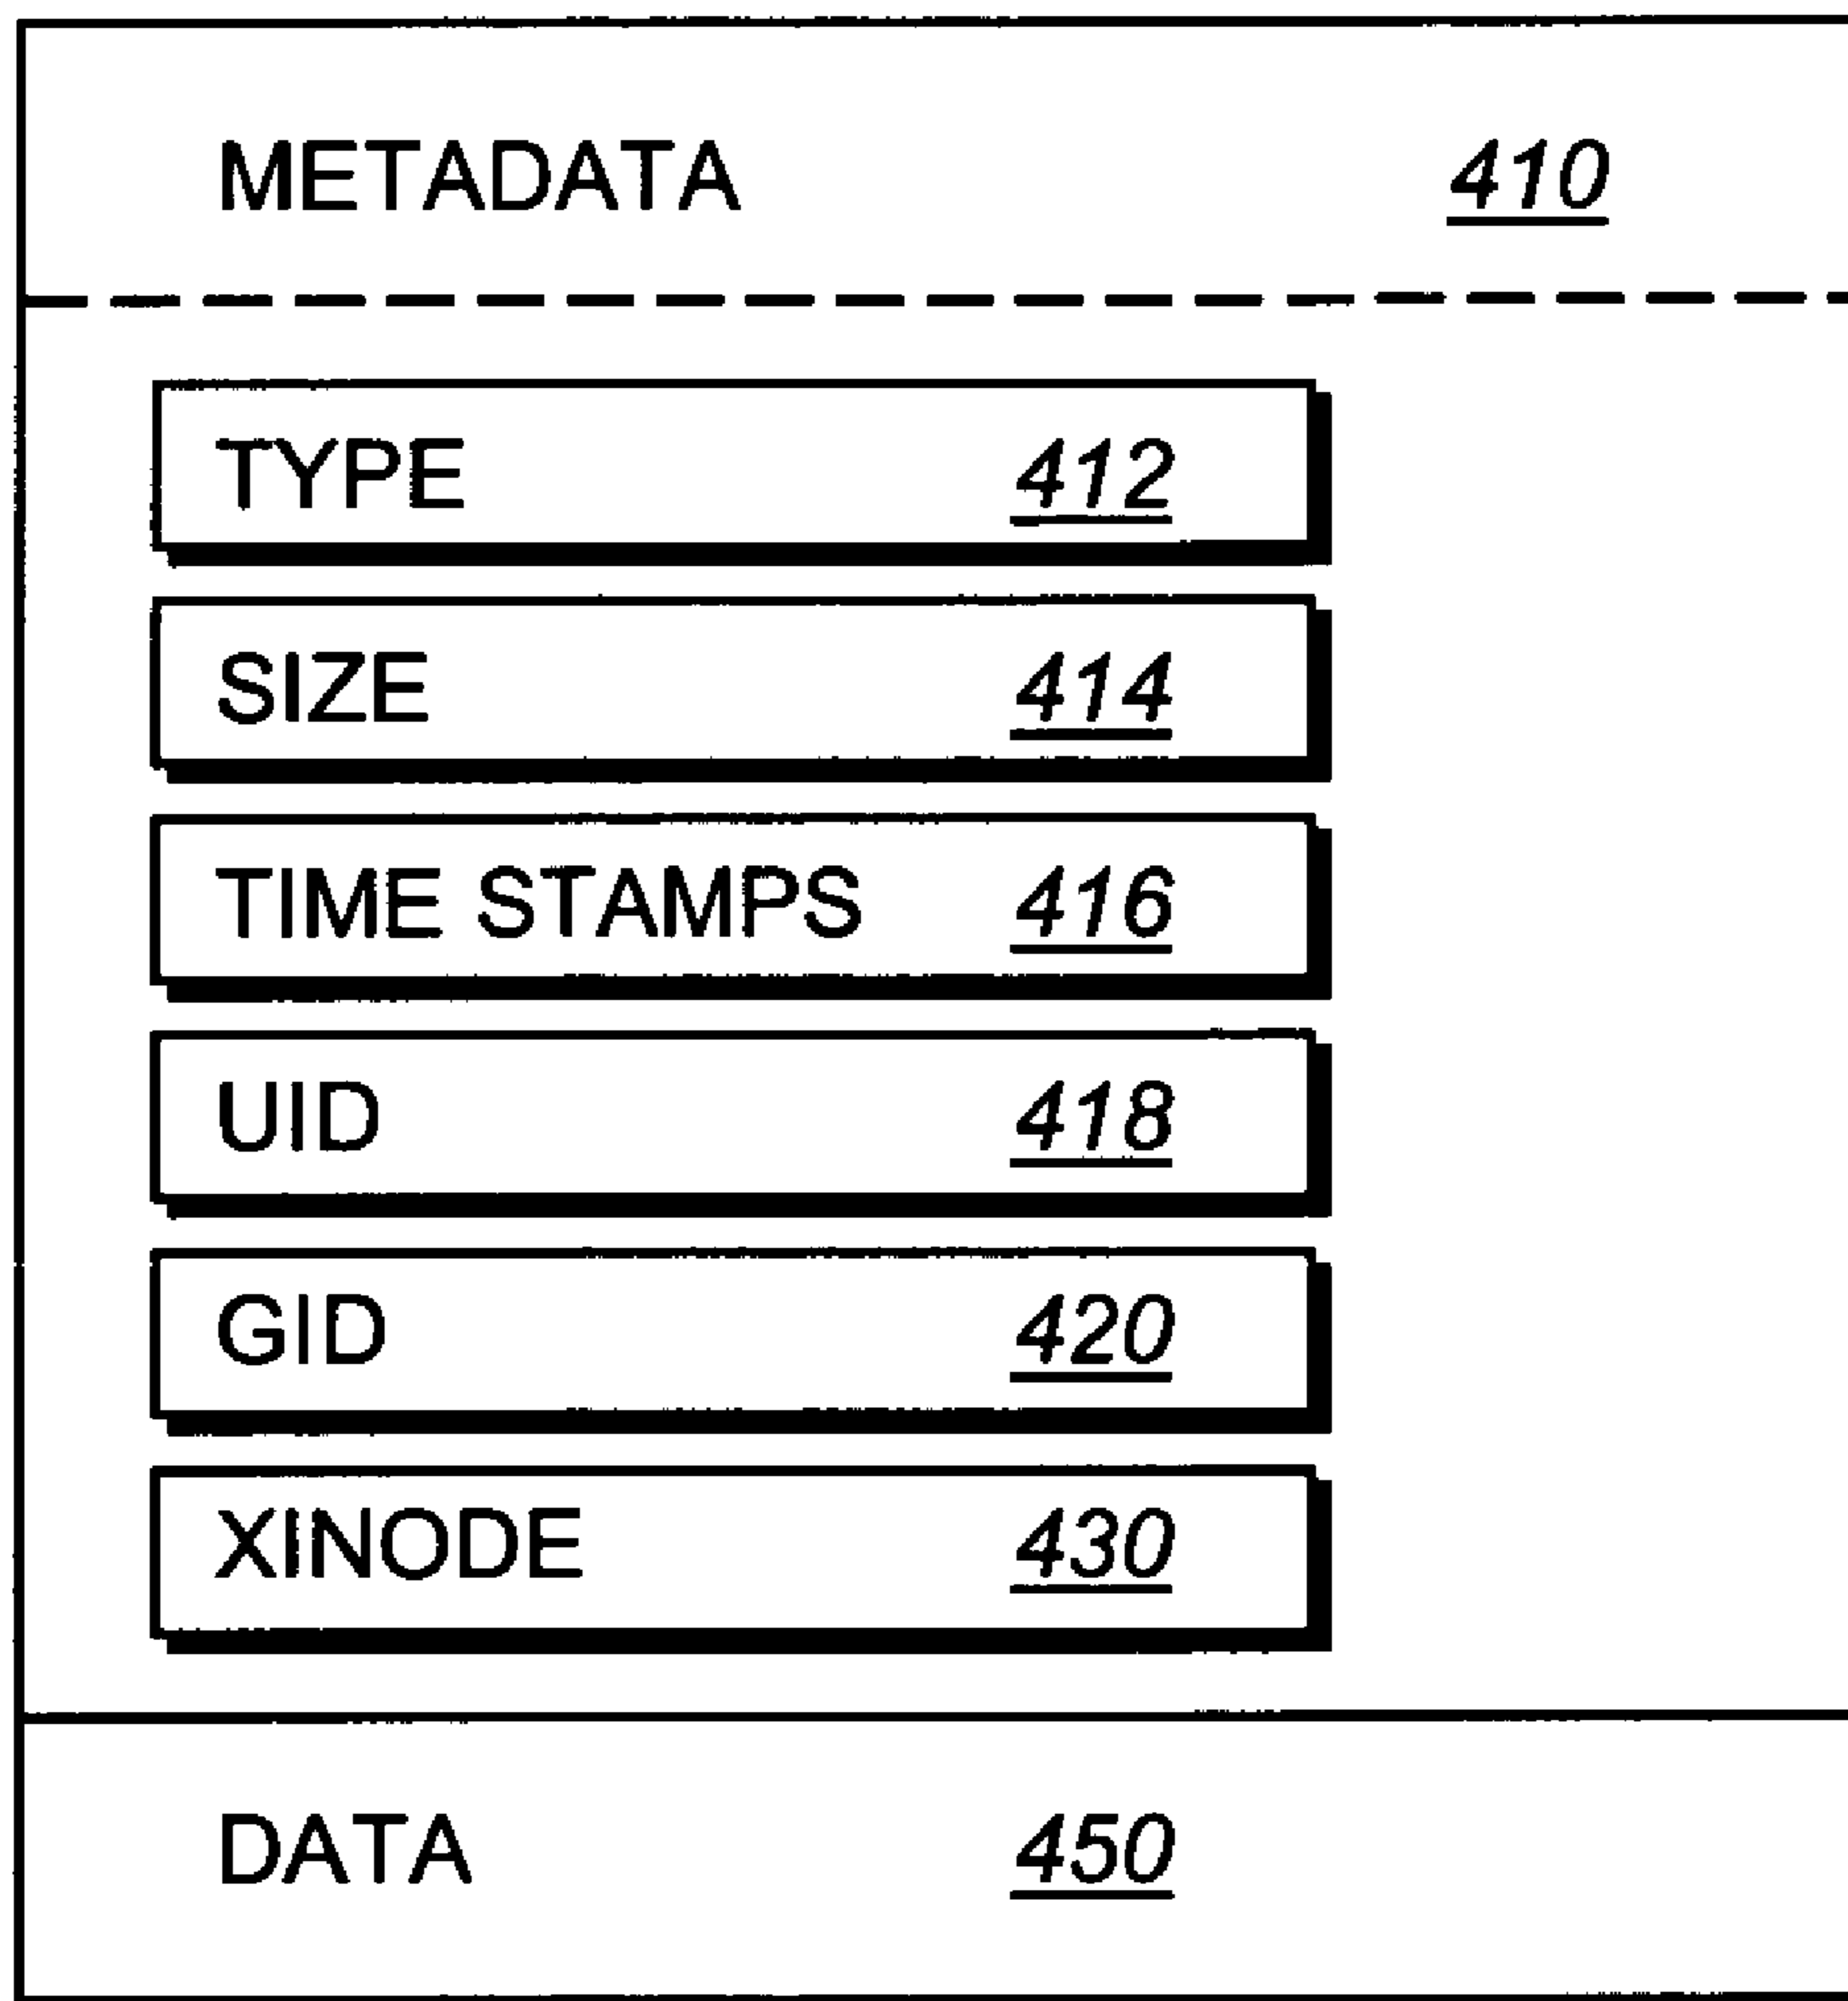 METADATA 410
TYPE 412
SIZE 414
TIME STAMPS 416
UID 418
GID 420
XINODE 430
DATA 450